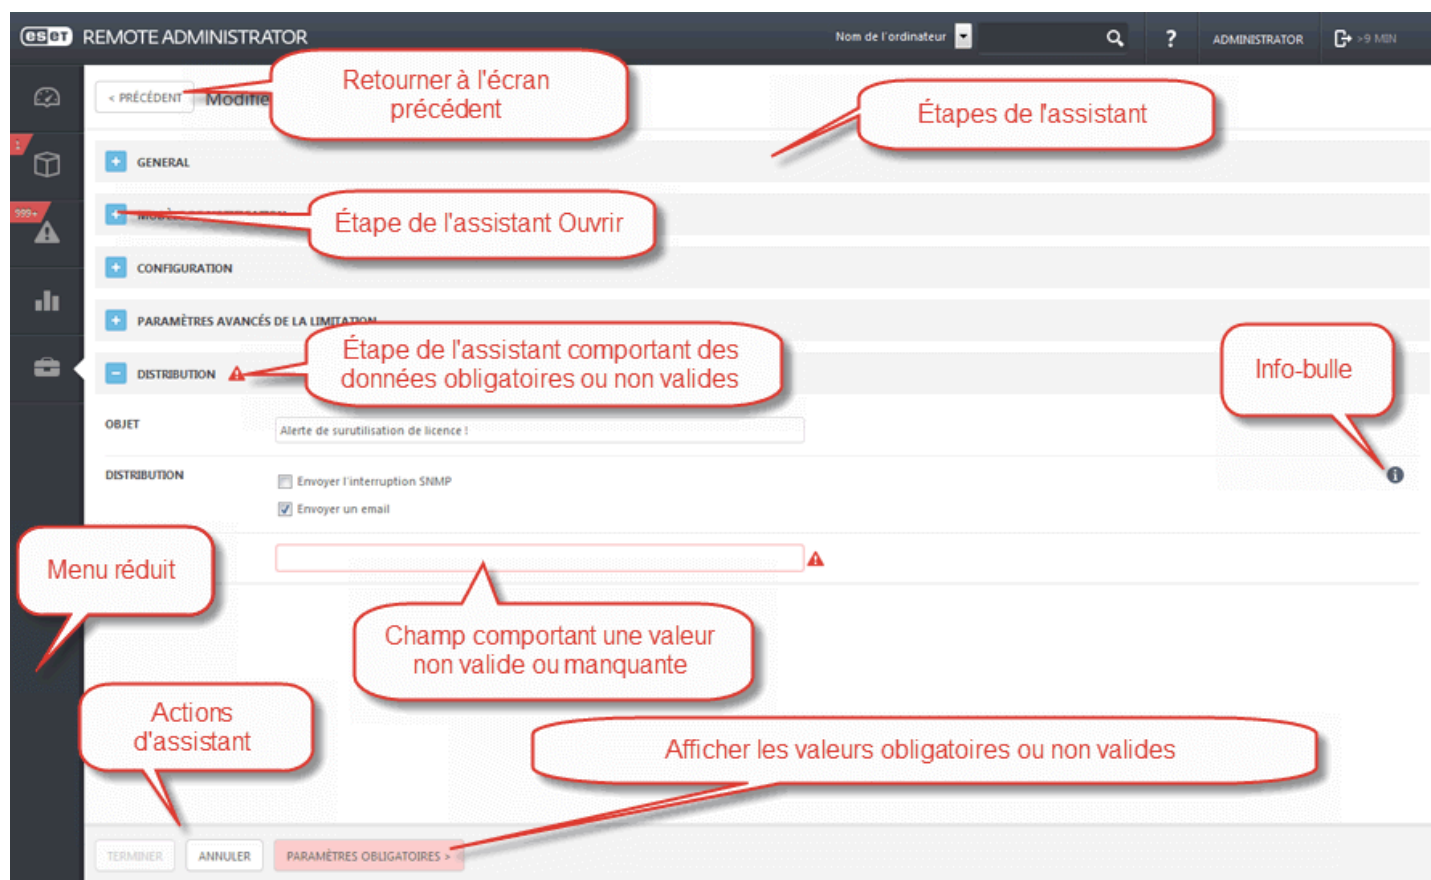 eset REMOTE ADMINISTRATOR
Nom de l'ordinateur
?
ADMINISTRATOR
>9 MIN
< PRÉCÉDENT
Modifie
Retourner à l'écran
précédent
Étapes de l'assistant
1
GENERAL
999+
Étape de l'assistant Ouvrir
CONFIGURATION
PARAMÈTRES AVANCÉS DE LA LIMITATION
Étape de l'assistant comportant des
données obligatoires ou non valides
DISTRIBUTION
Info-bulle
OBJET
Alerte de surutilisation de licence !
DISTRIBUTION
Envoyer l'interruption SNMP
Envoyer un email
Menu réduit
Champ comportant une valeur
non valide ou manquante
Actions
d'assistant
Afficher les valeurs obligatoires ou non valides
TERMINER
ANNULER
PARAMÈTRES OBLIGATOIRES >